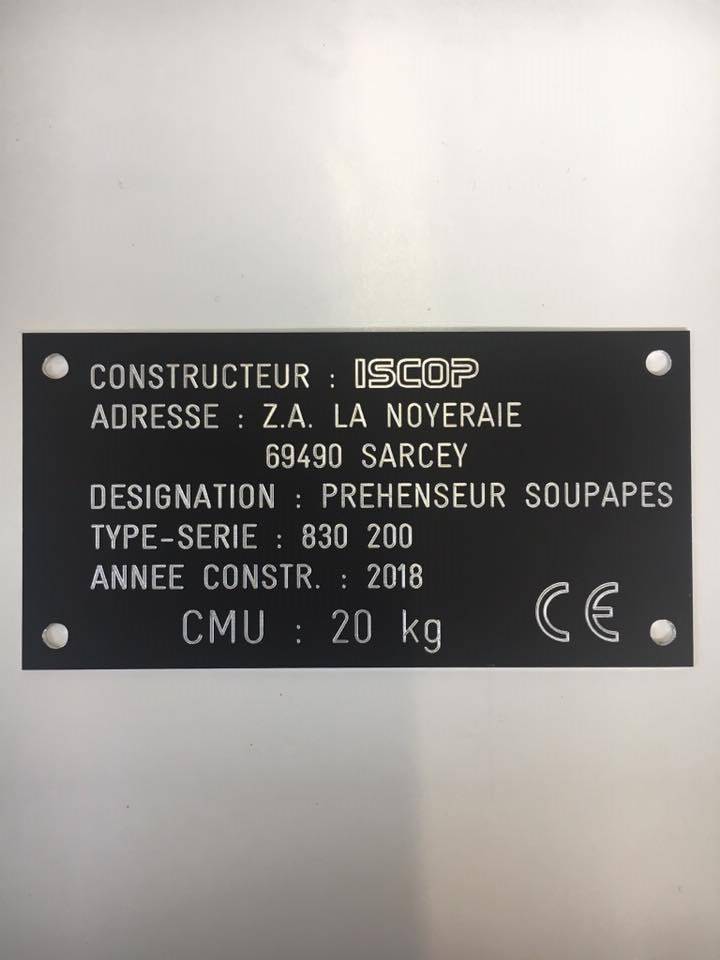 CONSTRUCTEUR : ISCOP
ADRESSE : Z.A. LA NOYERAIE
69490 SARCEY
DESIGNATION : PREHENSEUR SOUPAPES
TYPE-SERIE : 830 200
ANNEE CONSTR. : 2018
CMU : 20 kg CE